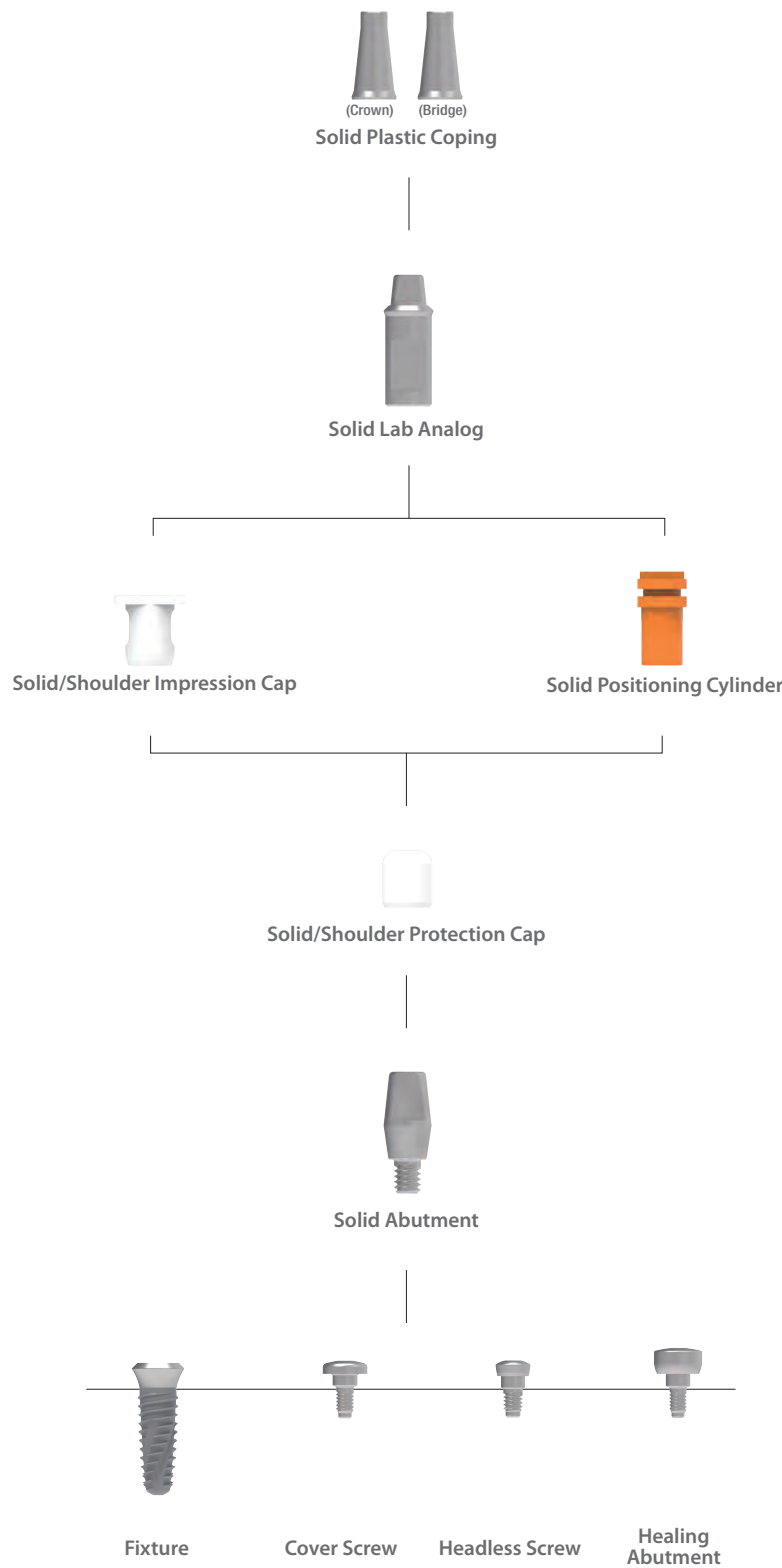 (Crown) (Bridge)
Solid Plastic Coping
Solid Lab Analog
Solid/Shoulder Impression Cap
Solid Positioning Cylinder
Solid/Shoulder Protection Cap
Solid Abutment
Fixture
Cover Screw
Headless Screw
Healing
Abutment